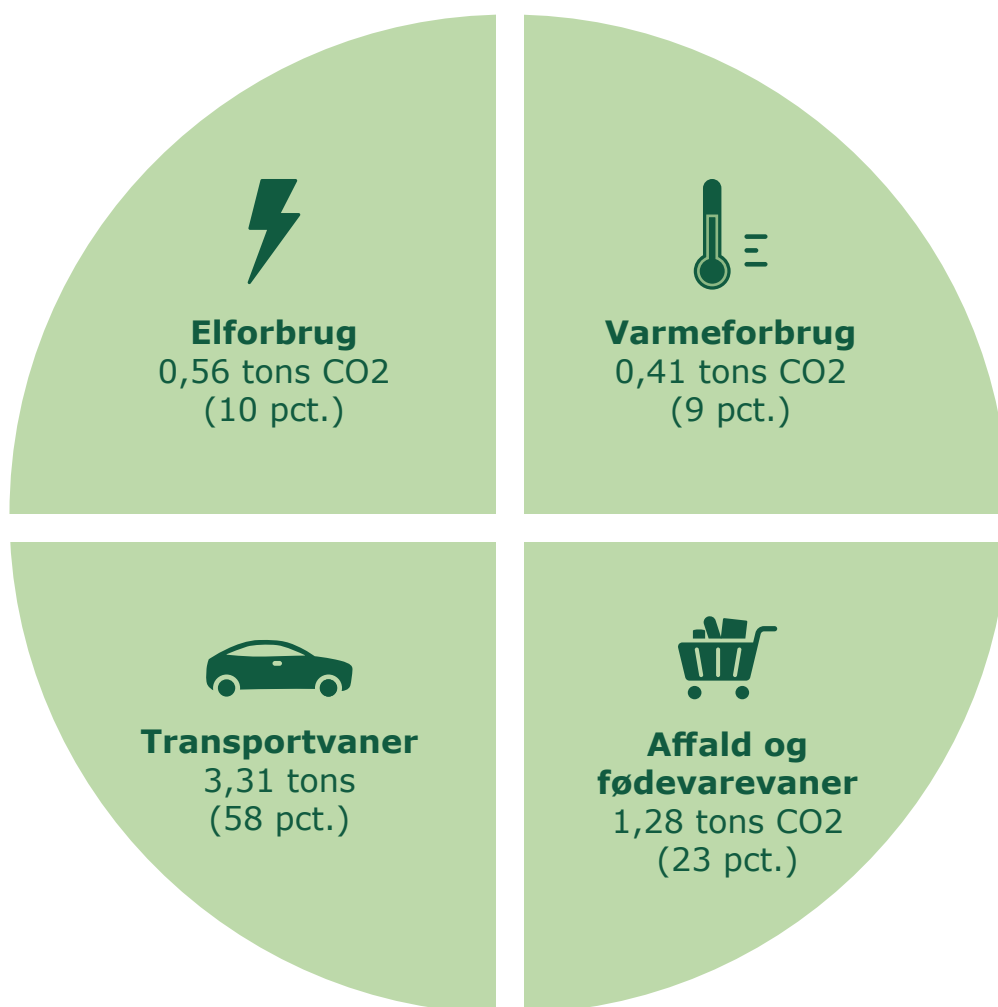 Elforbrug
0,56 tons CO2
(10 pct.)
Varmeforbrug
0,41 tons CO2
(9 pct.)
Transportvaner
3,31 tons
(58 pct.)
Affald og
fødevarevaner
1,28 tons CO2
(23 pct.)